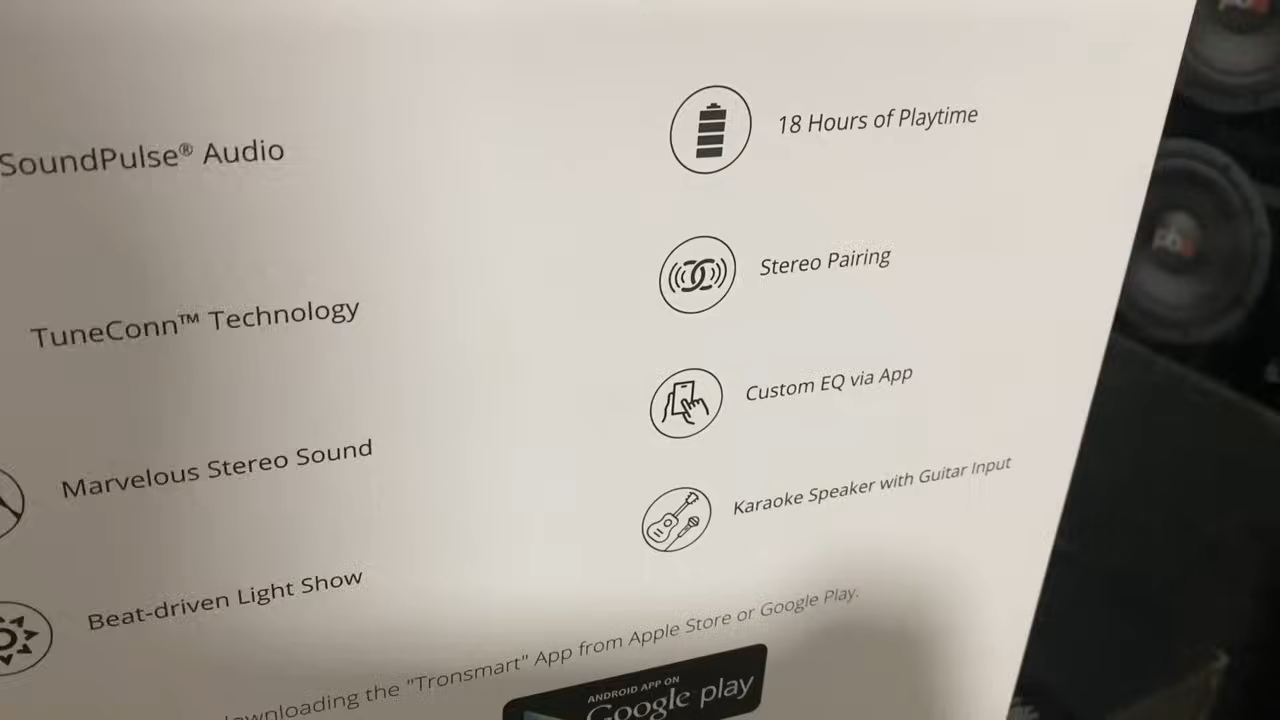 SoundPulse® Audio
TuneConn™ Technology
Marvelous Stereo Sound
Beat-driven Light Show
18 Hours of Playtime
Stereo Pairing
Custom EQ via App
Karaoke Speaker with Guitar Input
the "Tronsmart" App from Apple Store or Google Play.
ANDROID APP ON
Google play